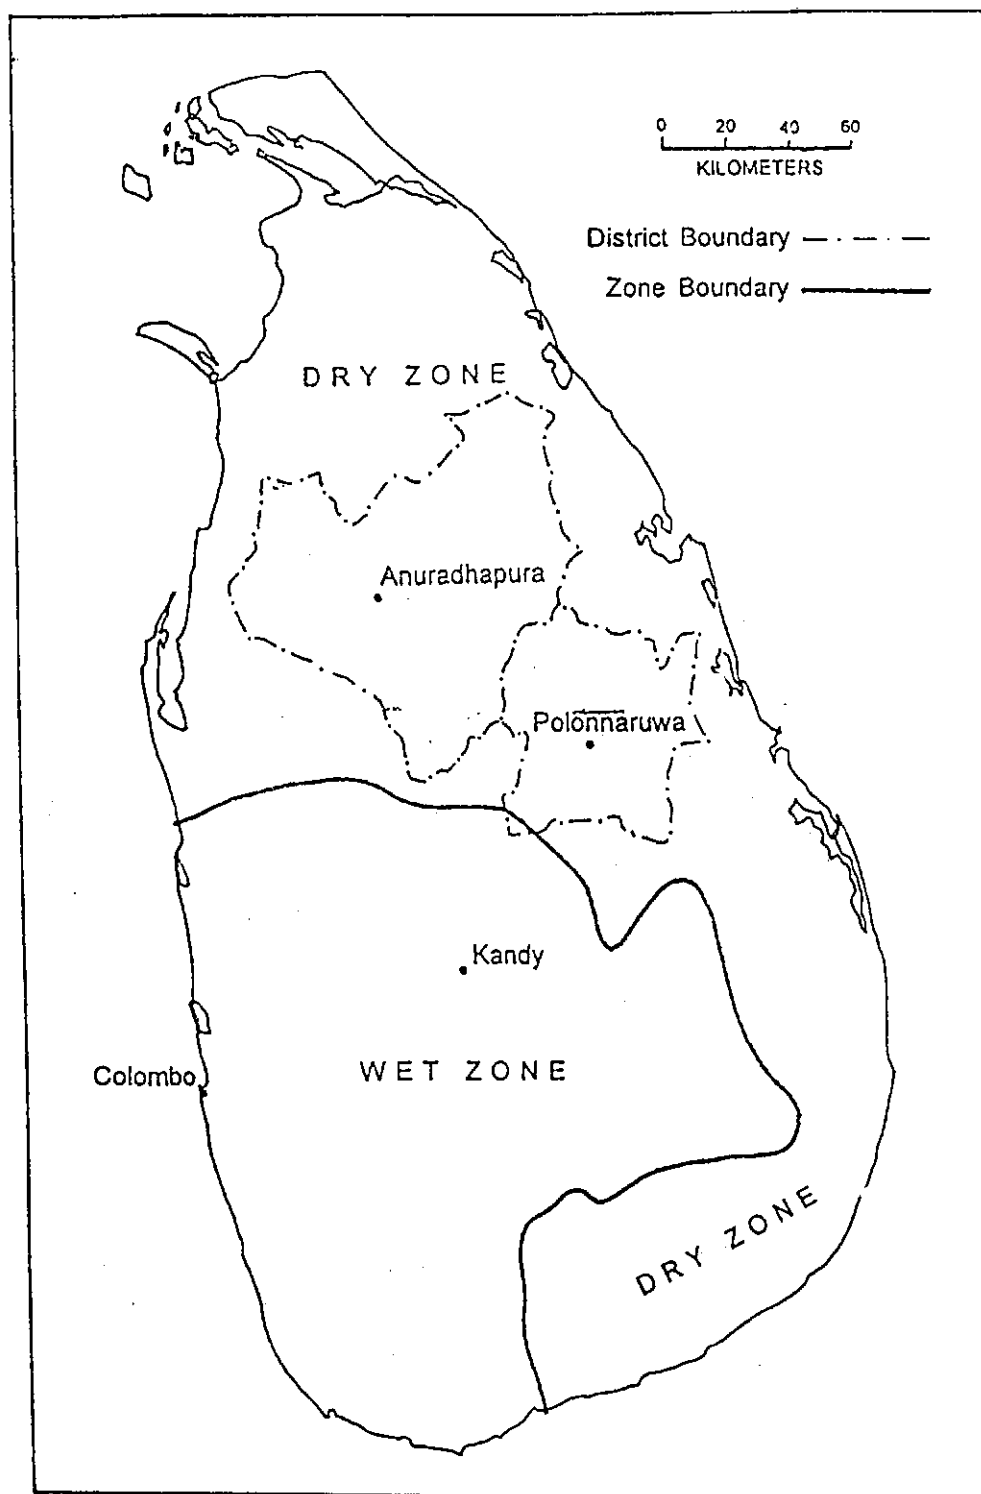 0 20 40 60
KILOMETERS
District Boundary
Zone Boundary
DRY ZONE
Anuradhapura
Polonnaruwa
Kandy
WET ZONE
Colombo
DRY ZONE